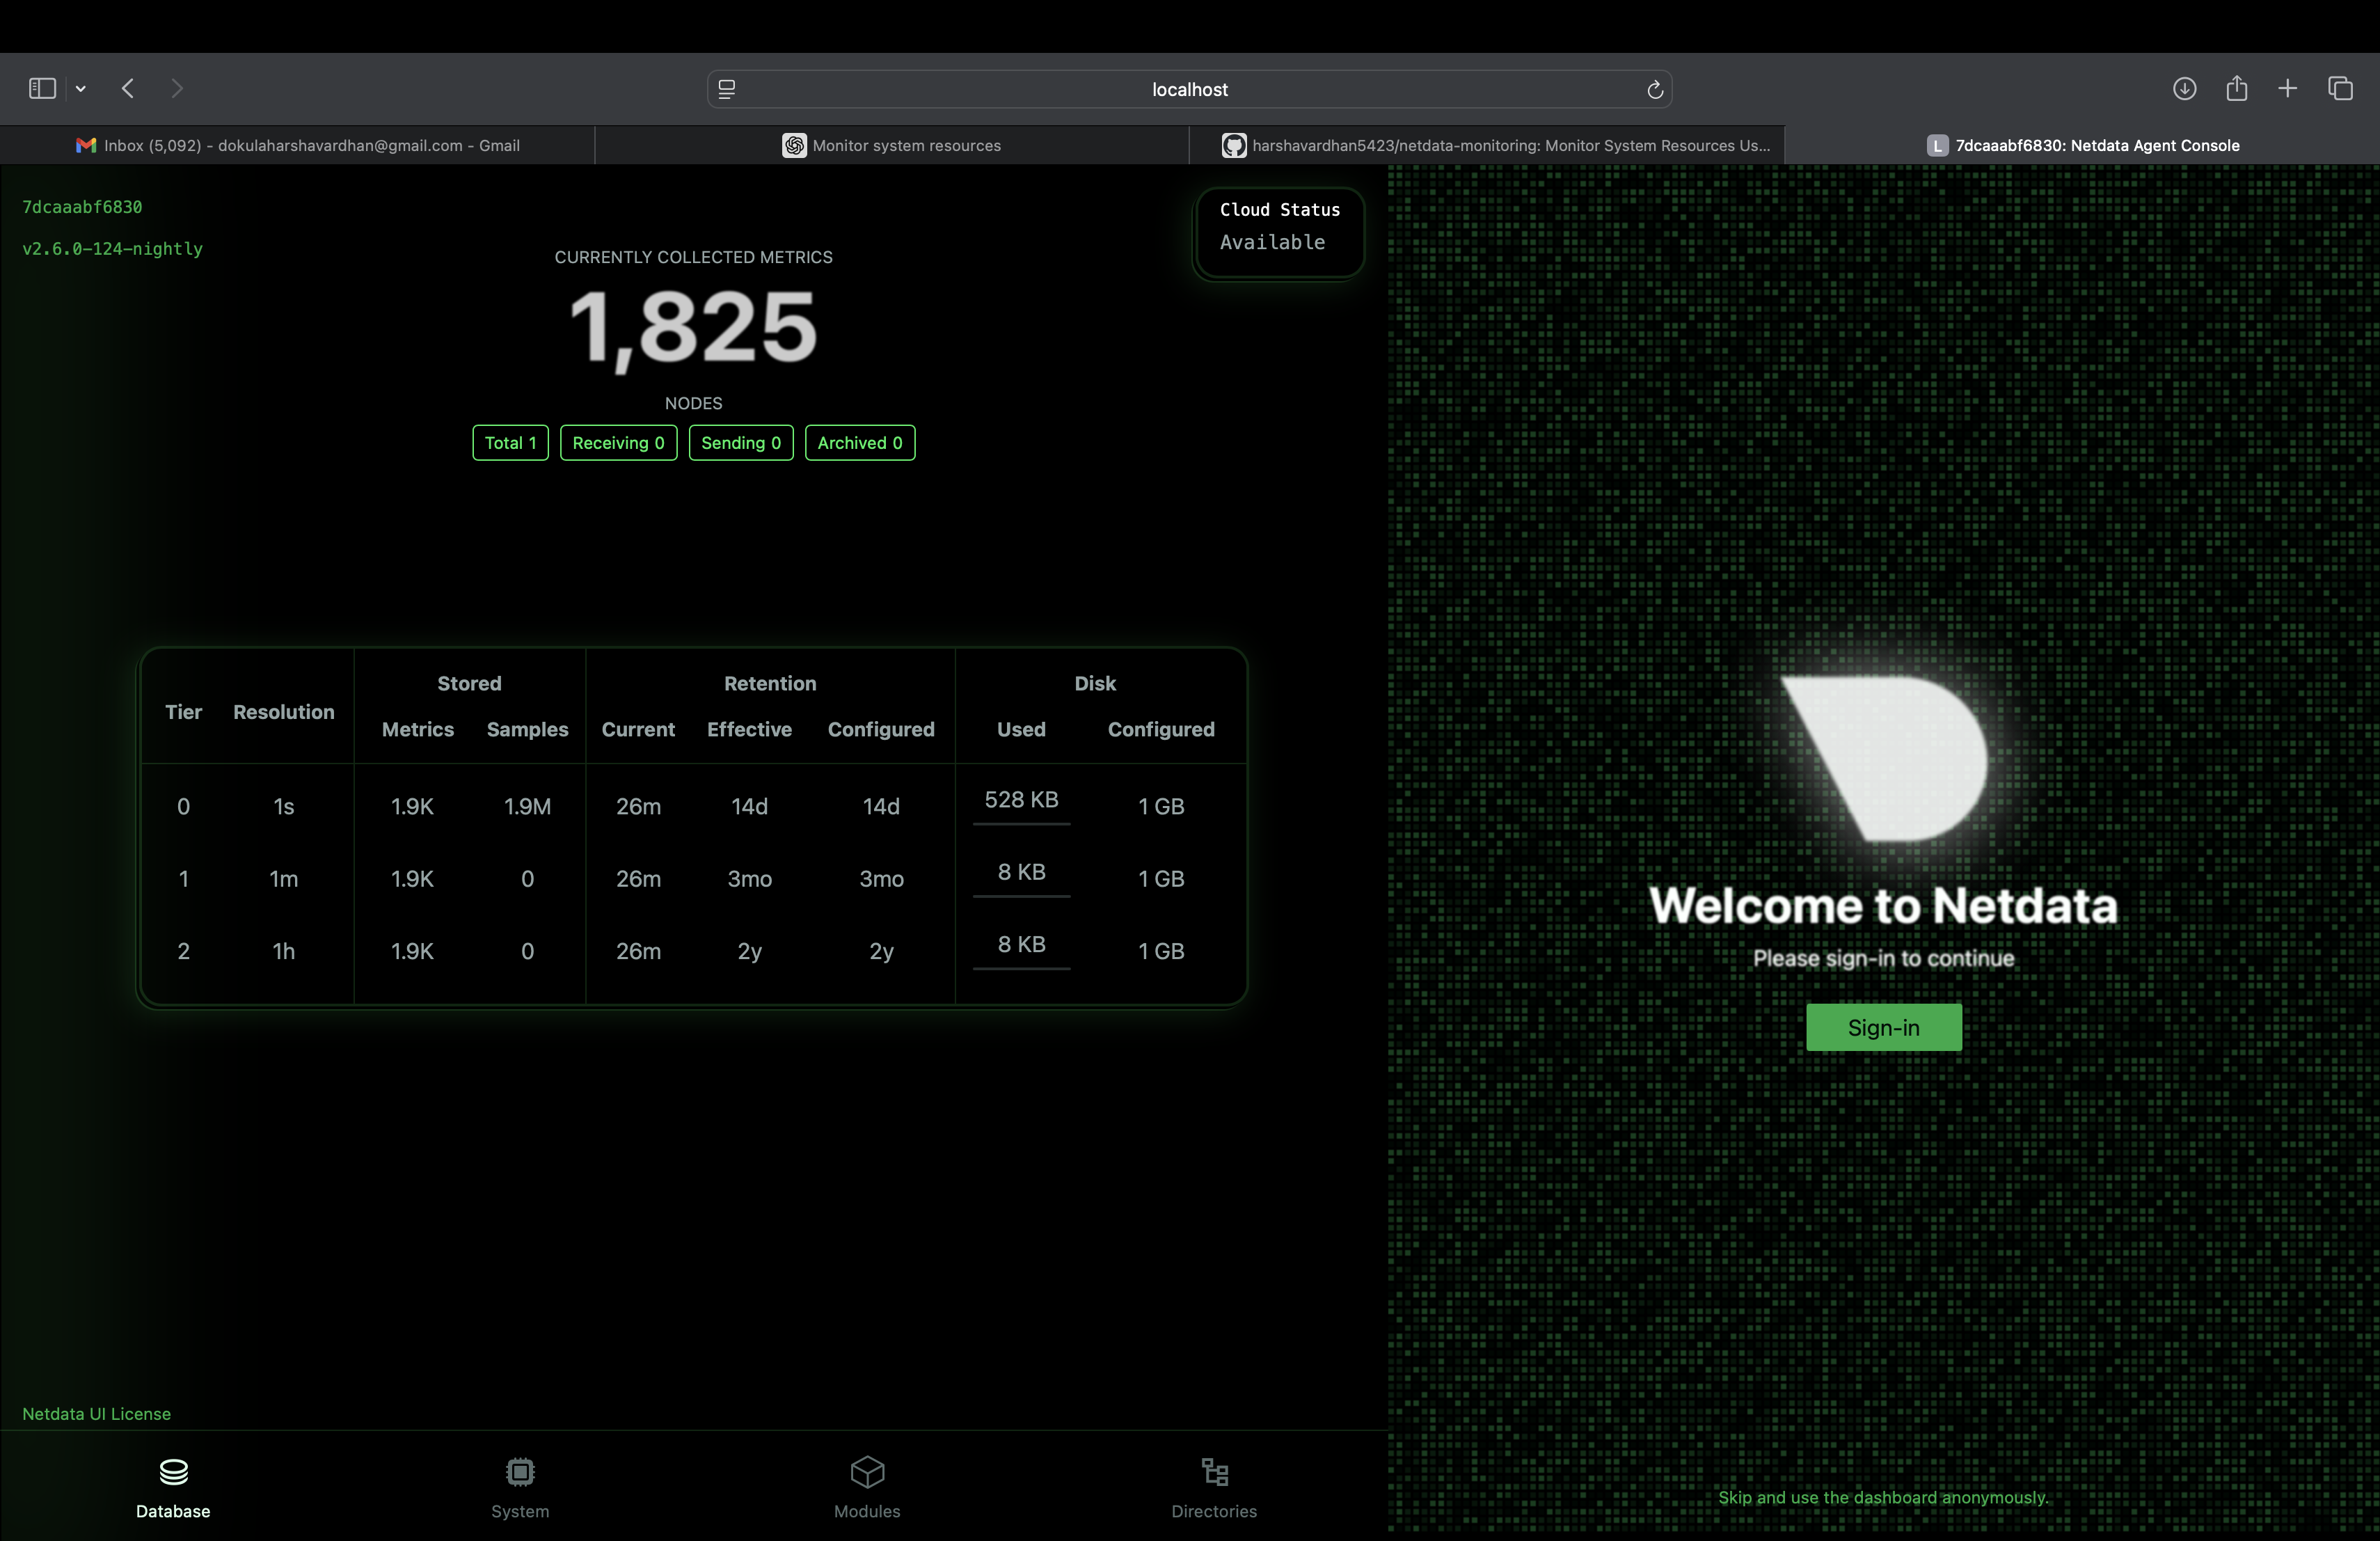 localhost
Inbox (5,092) - dokulaharshavardhan@gmail.com - Gmail
Monitor system resources
harshavardhan5423/netdata-monitoring: Monitor System Resources Us...
L 7dcaaabf6830: Netdata Agent Console
7dcaaabf6830
v2.6.0-124-nightly
Cloud Status
Available
CURRENTLY COLLECTED METRICS
1,825
NODES
Total 1 Receiving 0 Sending 0 Archived 0
Stored Retention Disk
Tier Resolution
Metrics Samples Current Effective Configured Used Configured
0 1s 1.9K 1.9M 26m 14d 14d 528 KB 1 GB
1 1m 1.9K 0 26m 3mo 3mo 8 KB 1 GB
2 1h 1.9K 0 26m 2y 2y 8 KB 1 GB
Netdata UI License
Database System Modules Directories
Welcome to Netdata
Please sign-in to continue
Sign-in
Skip and use the dashboard anonymously.